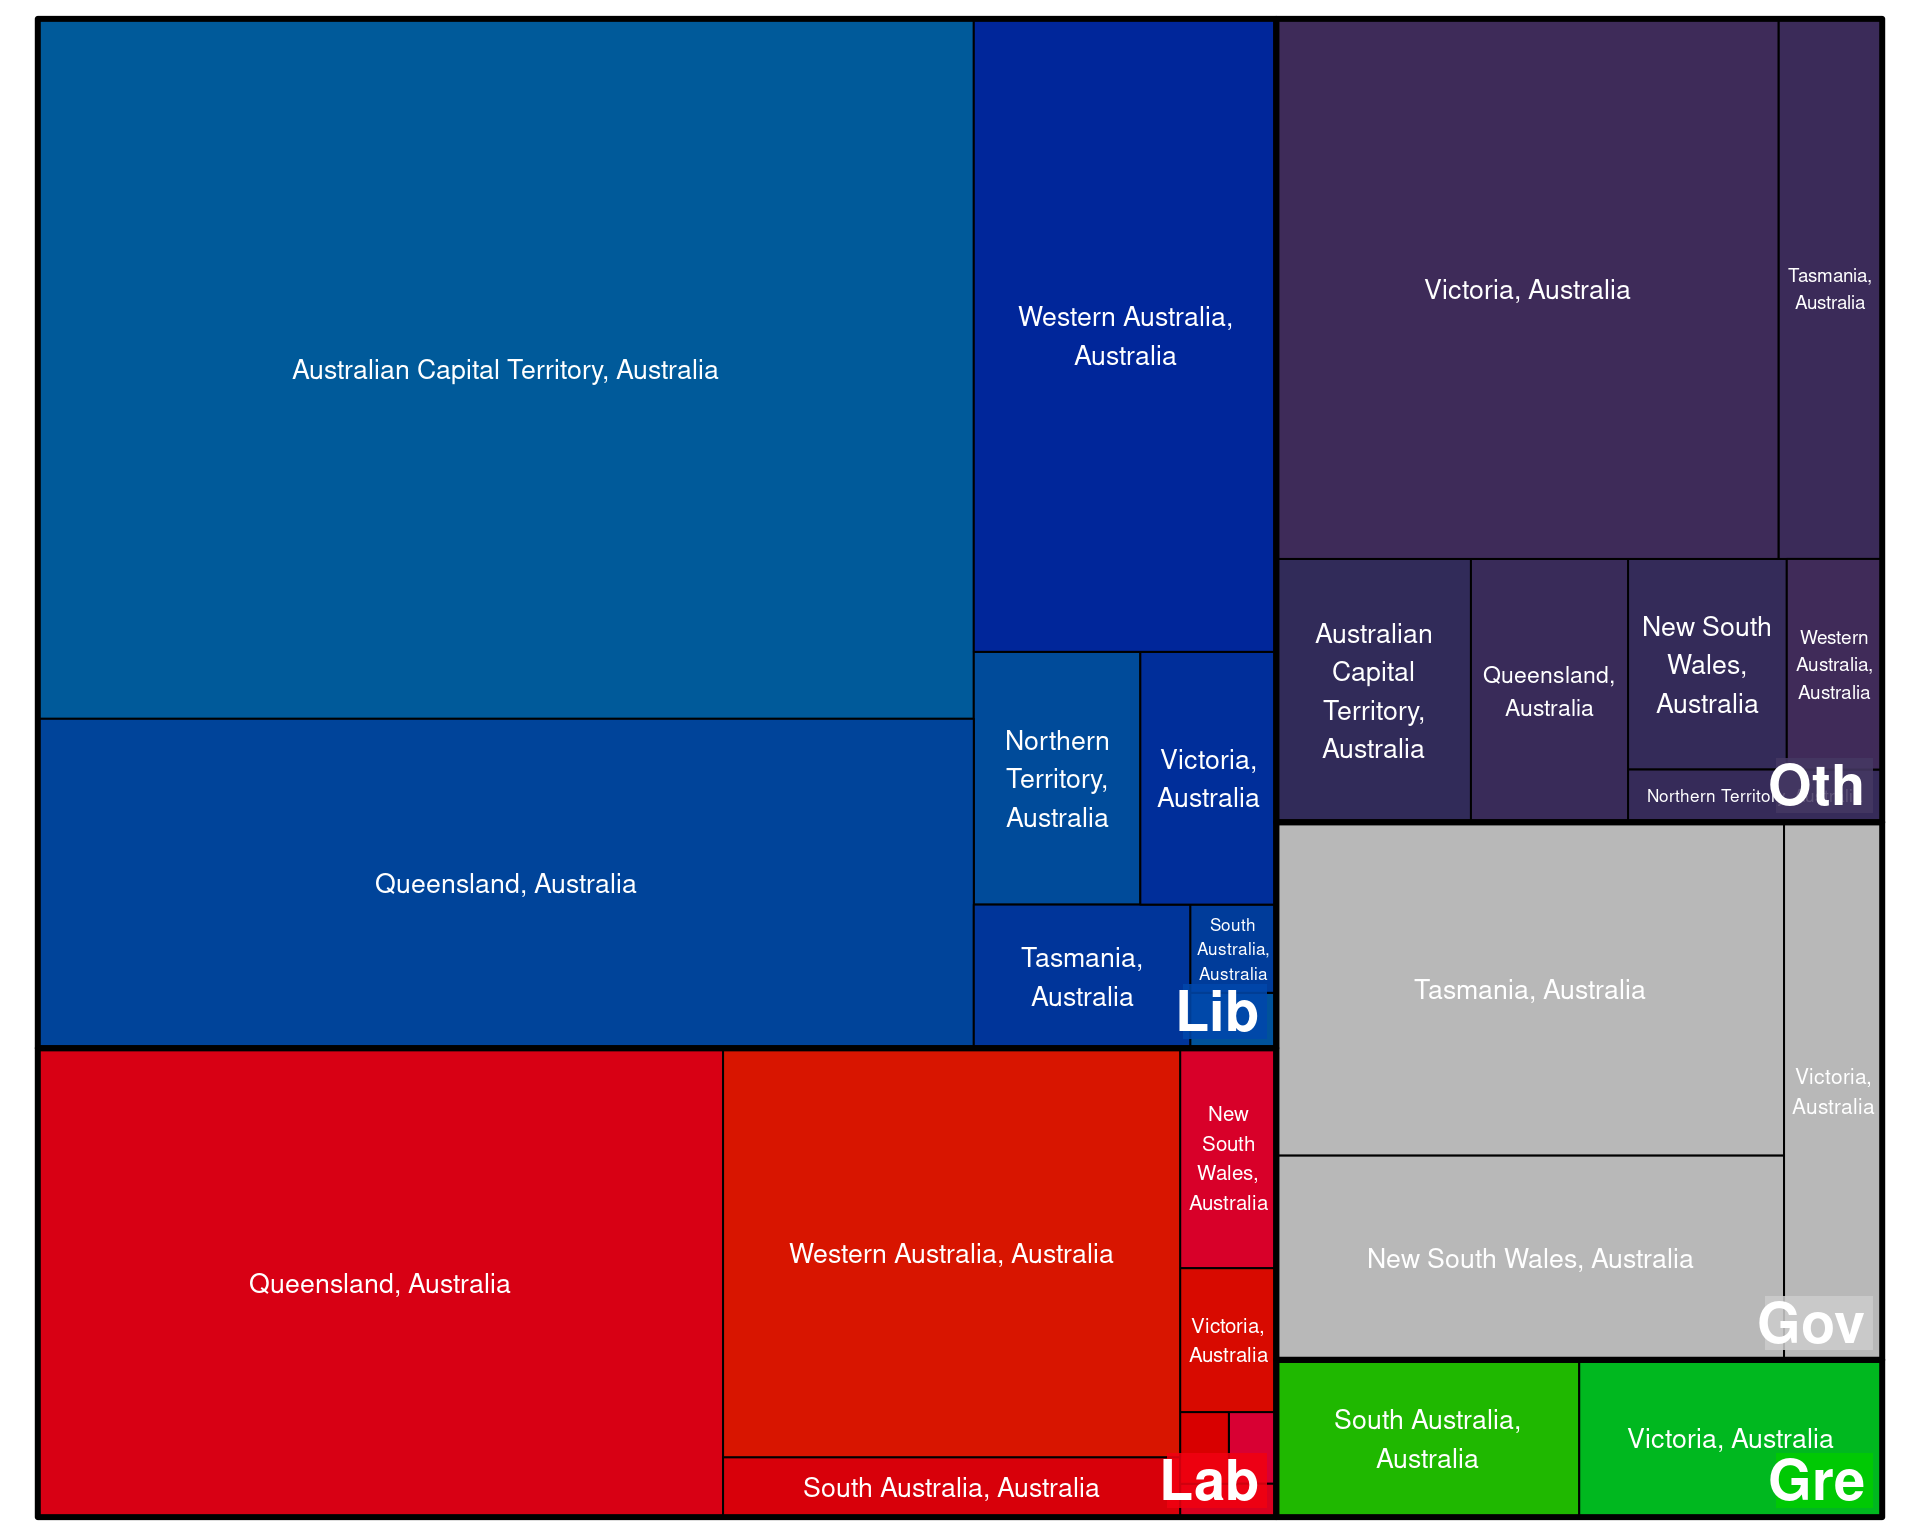 Australian Capital Territory, Australia
Queensland, Australia
Western Australia,
Australia
Northern
Territory,
Australia
Victoria,
Australia
Tasmania,
Australia
South
Australia,
Australia
Lib
Queensland, Australia
Western Australia, Australia
South Australia, Australia
New
South
Wales,
Australia
Victoria,
Australia
Lab
Victoria, Australia
Tasmania,
Australia
Australian
Capital
Territory,
Australia
Queensland,
Australia
New South
Wales,
Australia
Western
Australia,
Australia
Northern
Oth
Tasmania, Australia
New South Wales, Australia
Victoria,
Australia
Gov
South Australia,
Australia
Victoria, Australia
Gre